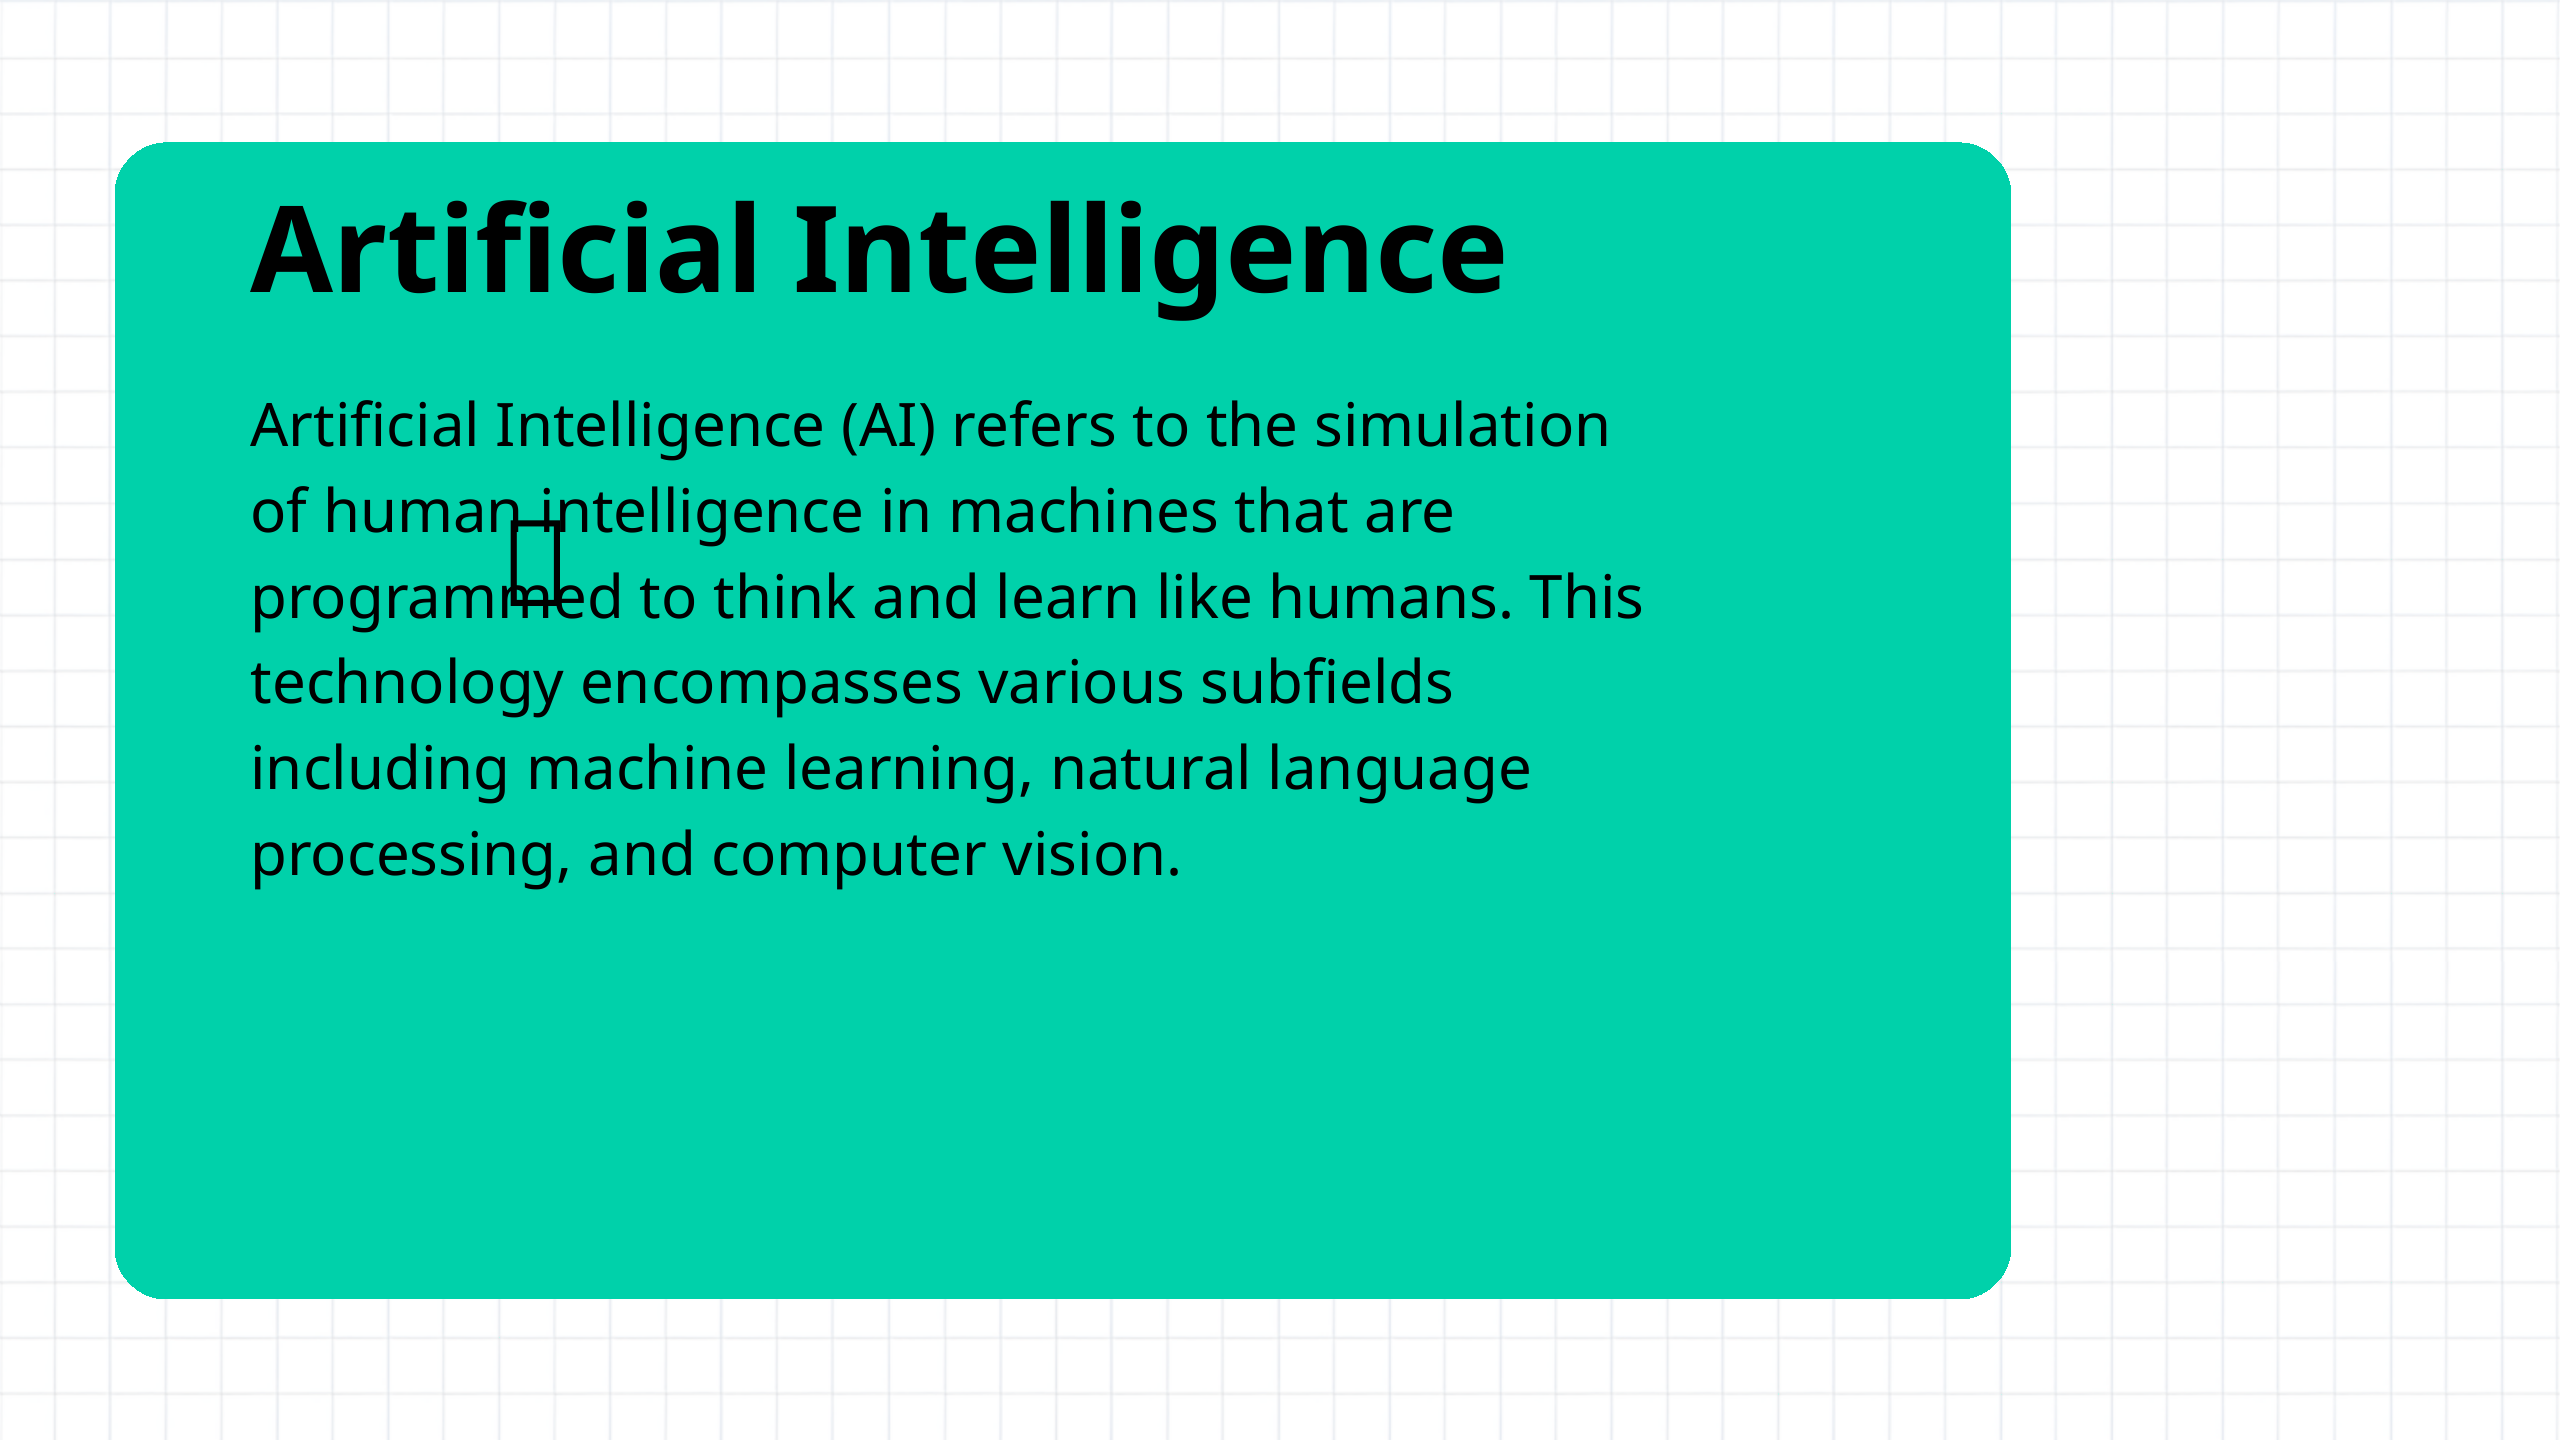 Artificial Intelligence
Artificial Intelligence (AI) refers to the simulation
of human intelligence in machines that are
programmed to think and learn like humans. This
technology encompasses various subfields
including machine learning, natural language
processing, and computer vision.